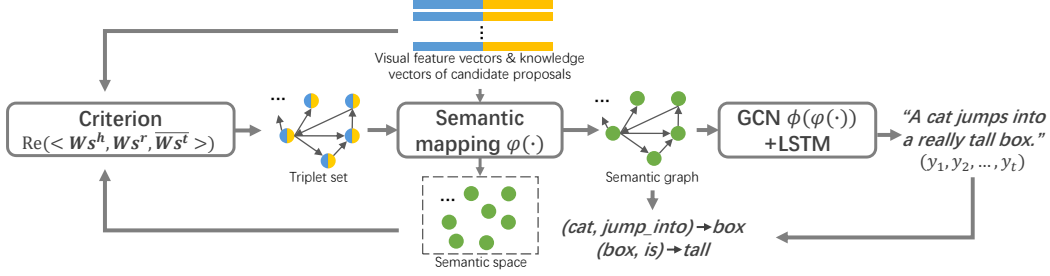 Visual feature vectors & knowledge
vectors of candidate proposals
Criterion
Re(< Ws^h, Ws^r, \overline{Ws^t} >)
...
Triplet set
Semantic
mapping φ(·)
...
Semantic space
...
Semantic graph
GCN ϕ(φ(·))
+LSTM
“A cat jumps into
a really tall box.”
(y_1, y_2, ..., y_t)
(cat, jump_into)→box
(box, is)→tall